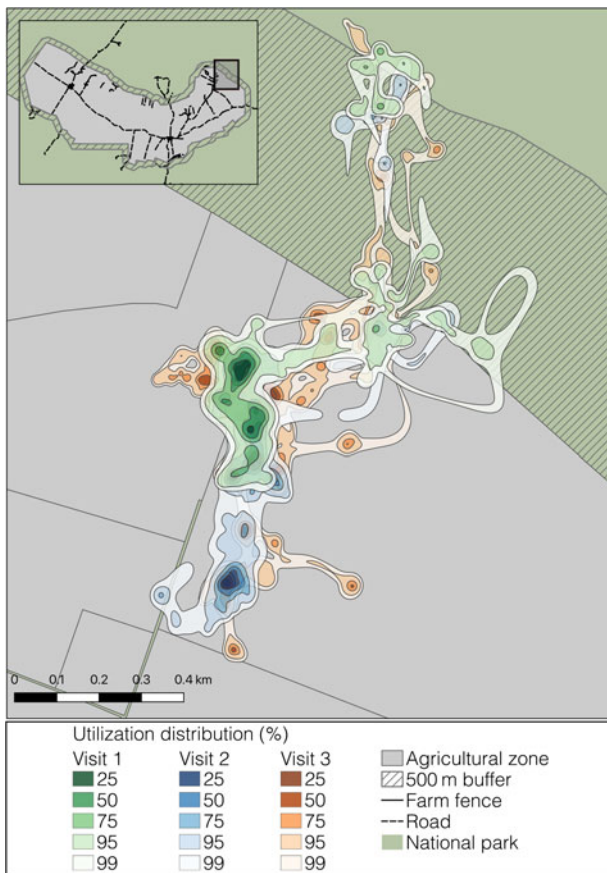 0 0.1 0.2 0.3 0.4 km
Utilization distribution (%)
Visit 1 Visit 2 Visit 3
25 25 25 Agricultural zone
50 50 50 500 m buffer
75 75 75 Farm fence
95 95 95 Road
99 99 99 National park